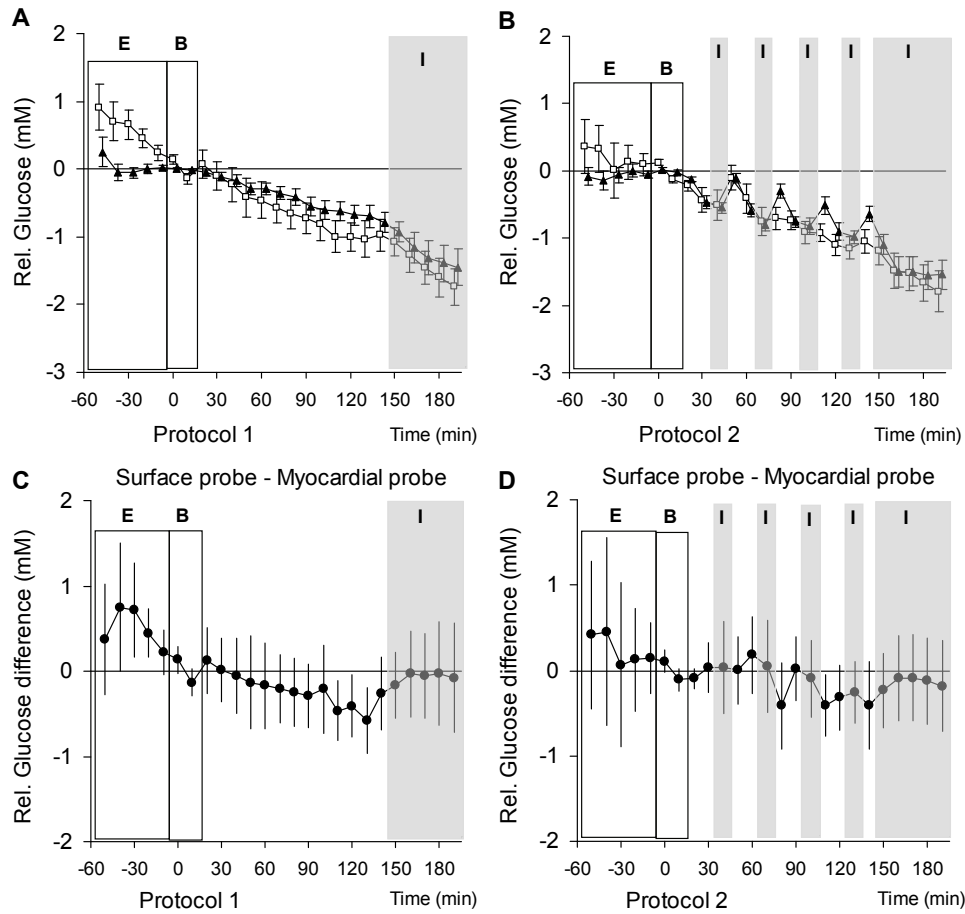 A
E
B
I
Rel. Glucose (mM)
2
1
0
-1
-2
-3
-60 -30 0 30 60 90 120 150 180
Protocol 1
Time (min)
B
E
B
I
I
I
I
I
Rel. Glucose (mM)
2
1
0
-1
-2
-3
-60 -30 0 30 60 90 120 150 180
Protocol 2
Time (min)
C
Surface probe - Myocardial probe
E
B
I
Rel. Glucose difference (mM)
2
1
0
-1
-2
-60 -30 0 30 60 90 120 150 180
Protocol 1
Time (min)
D
Surface probe - Myocardial probe
E
B
I
I
I
I
I
Rel. Glucose difference (mM)
2
1
0
-1
-2
-60 -30 0 30 60 90 120 150 180
Protocol 2
Time (min)